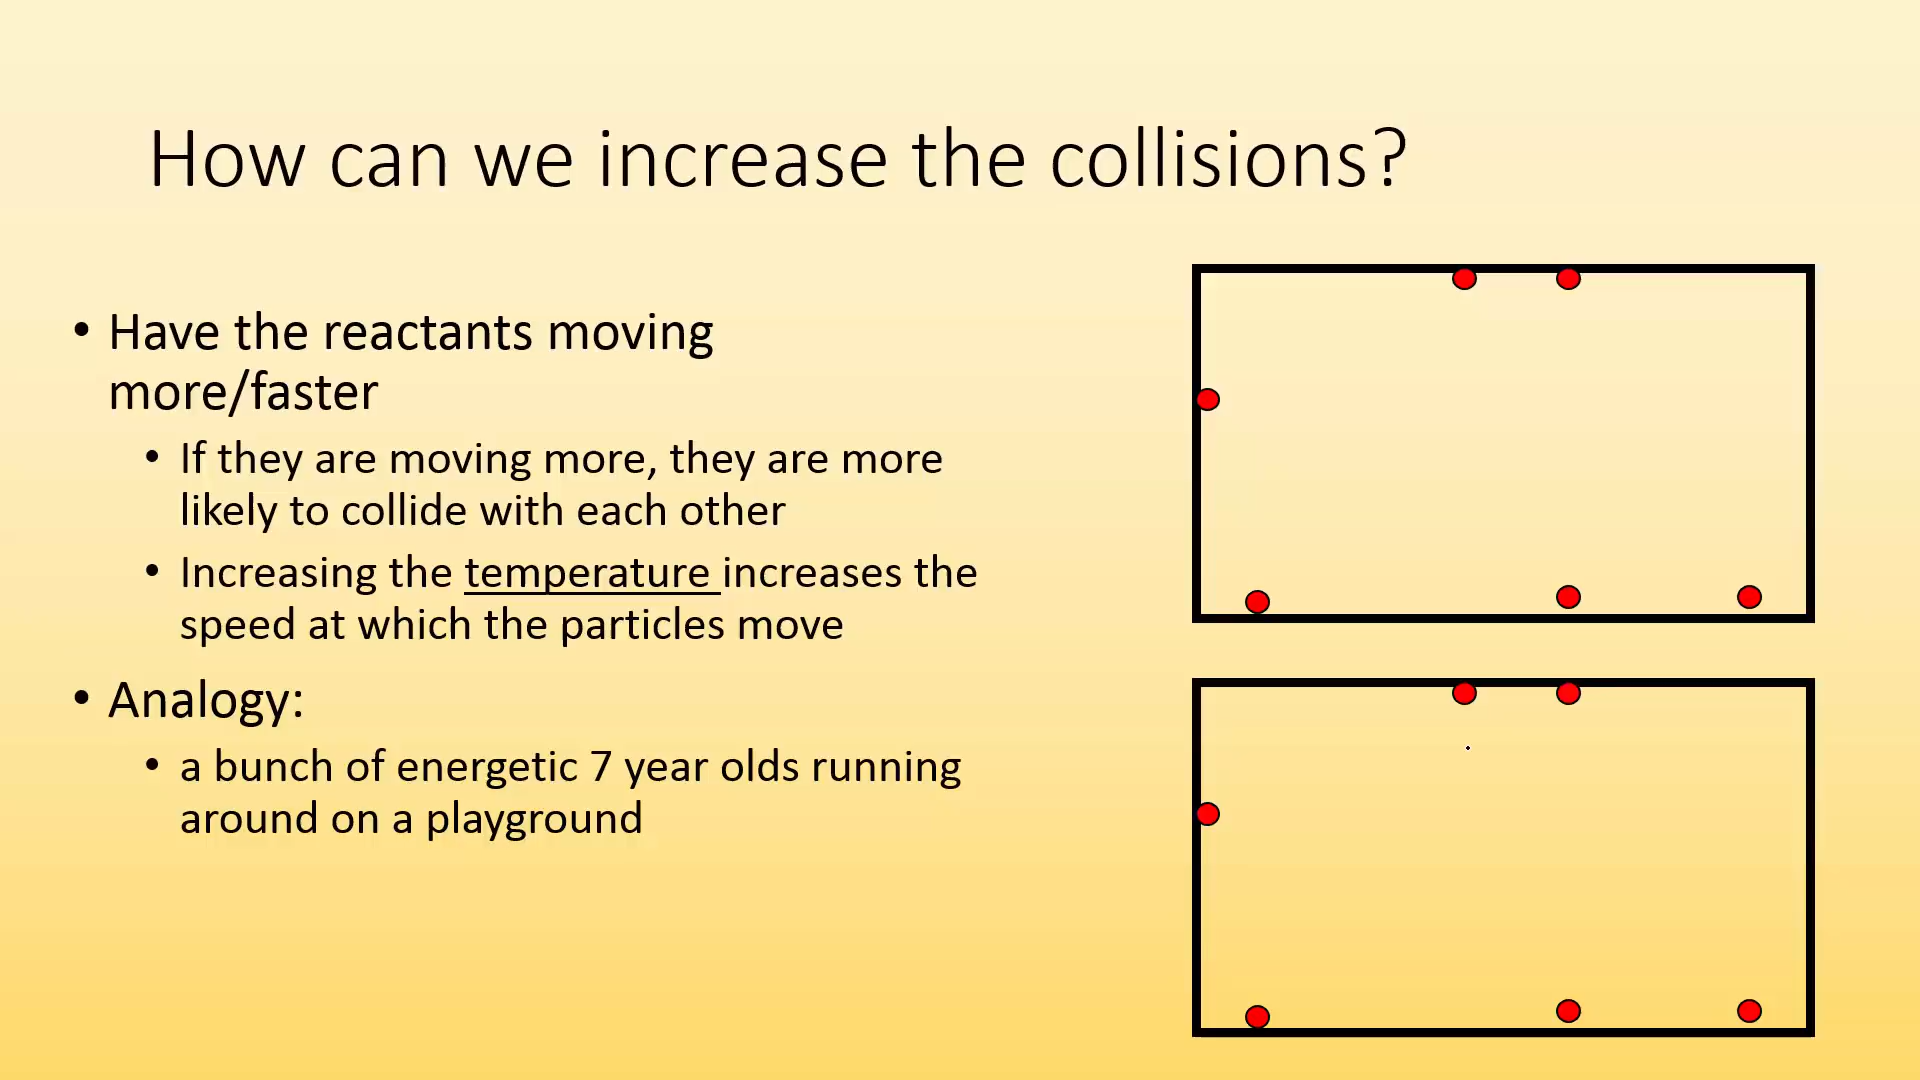 How can we increase the collisions?
• Have the reactants moving
more/faster
• If they are moving more, they are more
likely to collide with each other
• Increasing the temperature increases the
speed at which the particles move
• Analogy:
• a bunch of energetic 7 year olds running
around on a playground